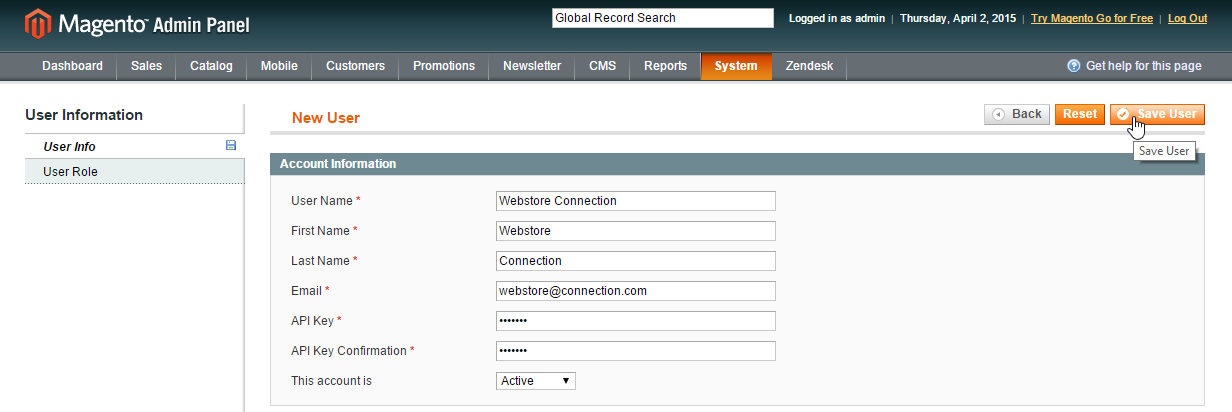 Magento Admin Panel
Global Record Search
Logged in as admin | Thursday, April 2, 2015 | Try Magento Go for Free | Log Out
Dashboard Sales Catalog Mobile Customers Promotions Newsletter CMS Reports System Zendesk Get help for this page
User Information
User Info
User Role
New User
Back Reset Save User
Save User
Account Information
User Name * Webstore Connection
First Name * Webstore
Last Name * Connection
Email * webstore@connection.com
API Key * •••••••
API Key Confirmation * •••••••
This account is Active